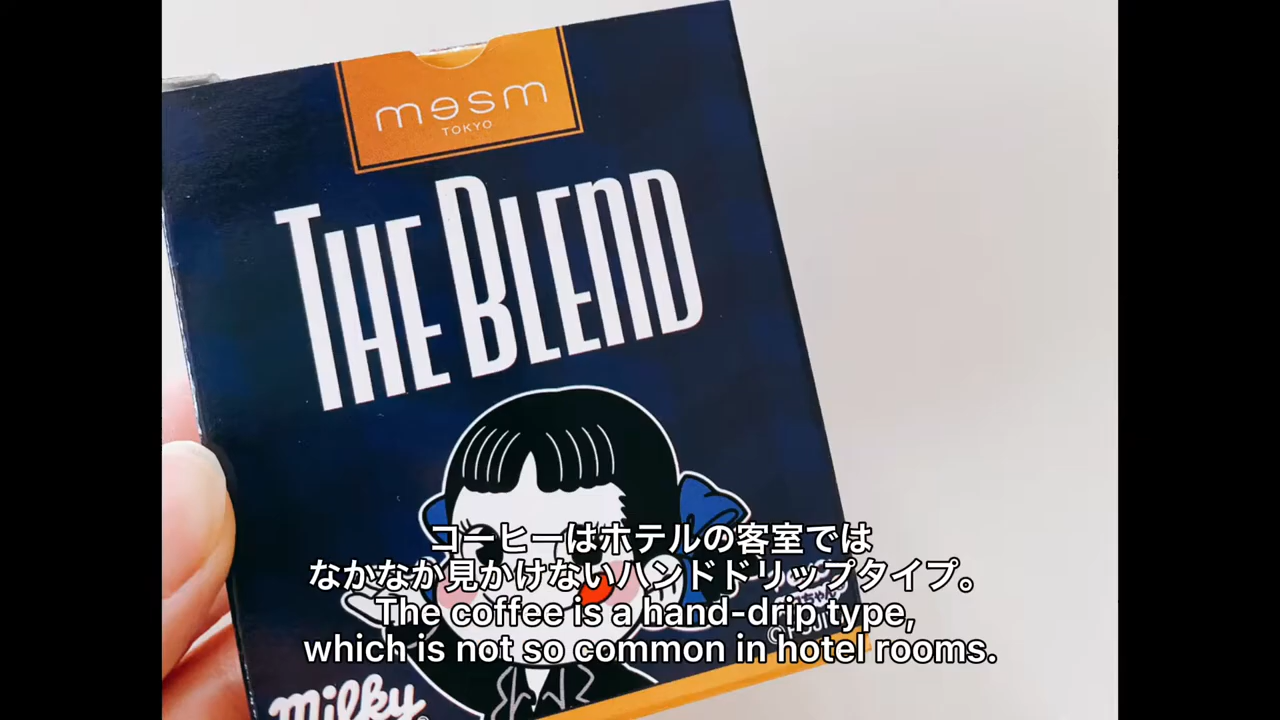 mesm
TOKYO
THE BLEND
コーヒーはホテルの客室では
なかなか見かけないハンドドリップタイプ。
The coffee is a hand-drip type,
which is not so common in hotel rooms.
milky